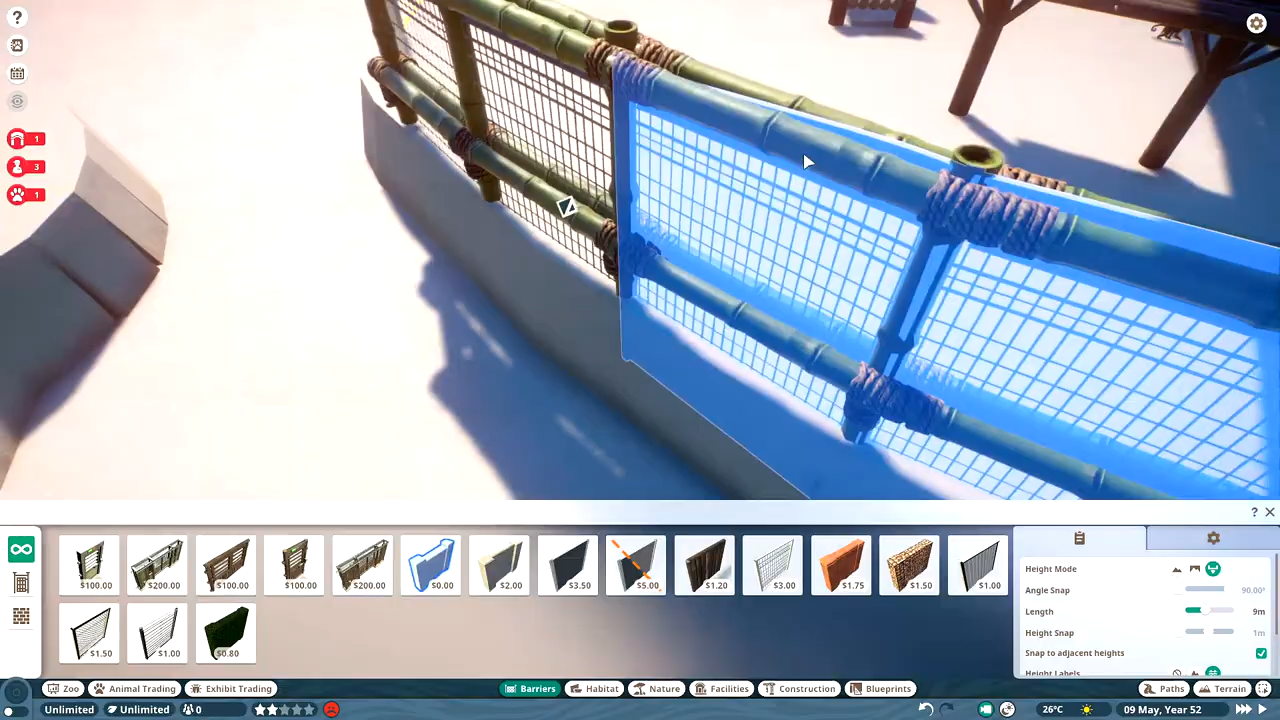 ?
1
3
1
? ×
$100.00 $200.00 $100.00 $100.00 $200.00 $0.00 $2.00 $3.50 $5.00 $1.20 $3.00 $1.75 $1.50 $1.00
$1.50 $1.00 $0.80
Height Mode
Angle Snap 90.00°
Length 9m
Height Snap 1m
Snap to adjacent heights
Height Labels
Zoo Animal Trading Exhibit Trading Barriers Habitat Nature Facilities Construction Blueprints Paths Terrain
Unlimited Unlimited 0 26°C 09 May, Year 52